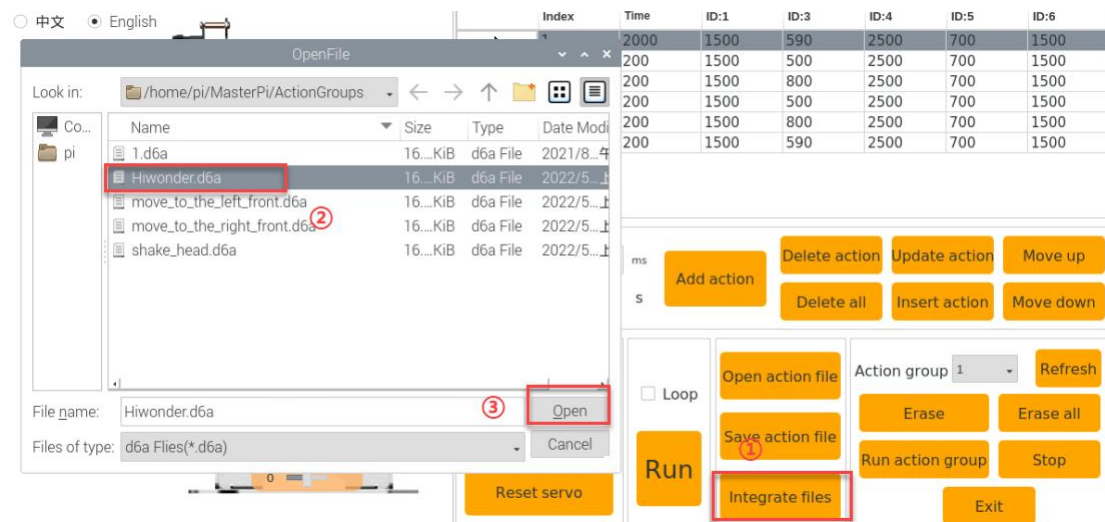 中文 English
OpenFile
Look in: /home/pi/MasterPi/ActionGroups
Co...
pi
Name Size Type Date Modi
1.d6a 16....KiB d6a File 2021/8...午
Hiwonder.d6a 16....KiB d6a File 2022/5...上
move_to_the_left_front.d6a 16....KiB d6a File 2022/5...上
move_to_the_right_front.d6a 16....KiB d6a File 2022/5...上
②
shake_head.d6a 16....KiB d6a File 2022/5...上
File name: Hiwonder.d6a ③ Open
Files of type: d6a Flies(*.d6a) Cancel
0
Index Time ID:1 ID:3 ID:4 ID:5 ID:6
2000 1500 590 2500 700 1500
200 1500 500 2500 700 1500
200 1500 800 2500 700 1500
200 1500 500 2500 700 1500
200 1500 800 2500 700 1500
200 1500 590 2500 700 1500
ms
S
Add action
Delete action Update action Move up
Delete all Insert action Move down
Loop
Run
Reset servo
Open action file
Save action file
①
Integrate files
Action group 1 Refresh
Erase Erase all
Run action group Stop
Exit